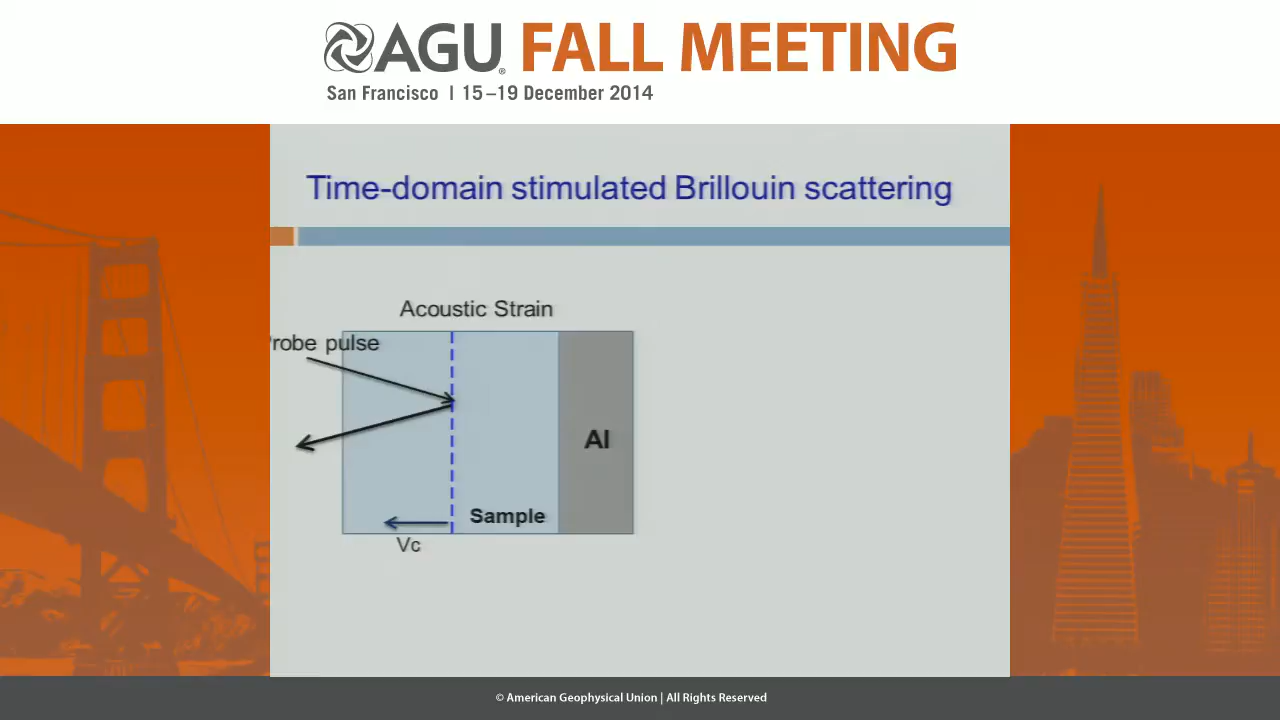 AGU FALL MEETING
San Francisco | 15–19 December 2014
Time-domain stimulated Brillouin scattering
Acoustic Strain
Probe pulse
Al
Sample
Vc
© American Geophysical Union | All Rights Reserved